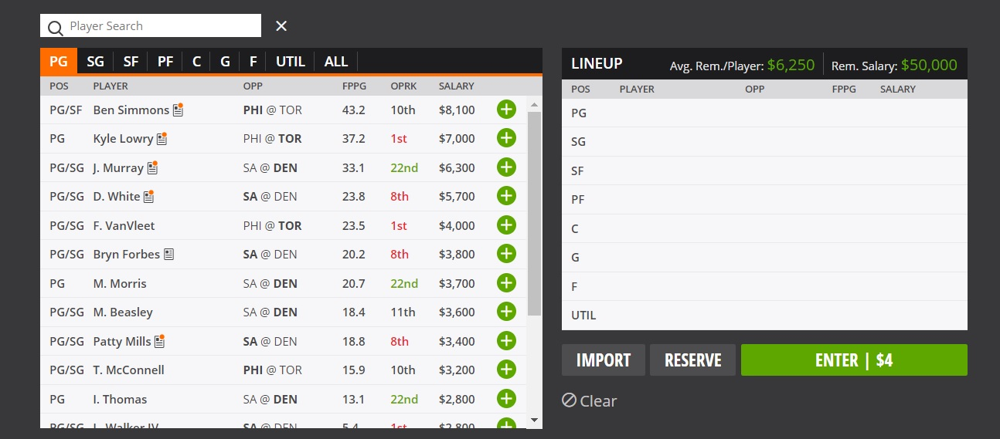 Player Search
PG SG SF PF C G F UTIL ALL
POS PLAYER OPP FPPG OPRK SALARY
PG/SF Ben Simmons PHI @ TOR 43.2 10th $8,100
PG Kyle Lowry PHI @ TOR 37.2 1st $7,000
PG/SG J. Murray SA @ DEN 33.1 22nd $6,300
PG/SG D. White SA @ DEN 23.8 8th $5,700
PG/SG F. VanVleet PHI @ TOR 23.5 1st $4,000
PG/SG Bryn Forbes SA @ DEN 20.2 8th $3,800
PG M. Morris SA @ DEN 20.7 22nd $3,700
PG/SG M. Beasley SA @ DEN 18.4 11th $3,600
PG/SG Patty Mills SA @ DEN 18.8 8th $3,400
PG/SG T. McConnell PHI @ TOR 15.9 10th $3,200
PG I. Thomas SA @ DEN 13.1 22nd $2,800
PG/SG L. Walker IV SA @ DEN 5.4 1st $2,800
LINEUP Avg. Rem./Player: $6,250 Rem. Salary: $50,000
POS PLAYER OPP FPPG SALARY
PG
SG
SF
PF
C
G
F
UTIL
IMPORT RESERVE ENTER | $4
Clear